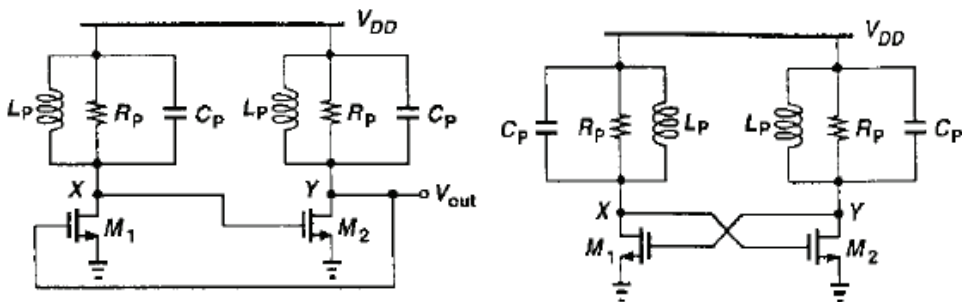 V_DD
L_P R_P C_P L_P R_P C_P
X Y V_out
M_1 M_2
V_DD
C_P R_P L_P L_P R_P C_P
X Y
M_1 M_2